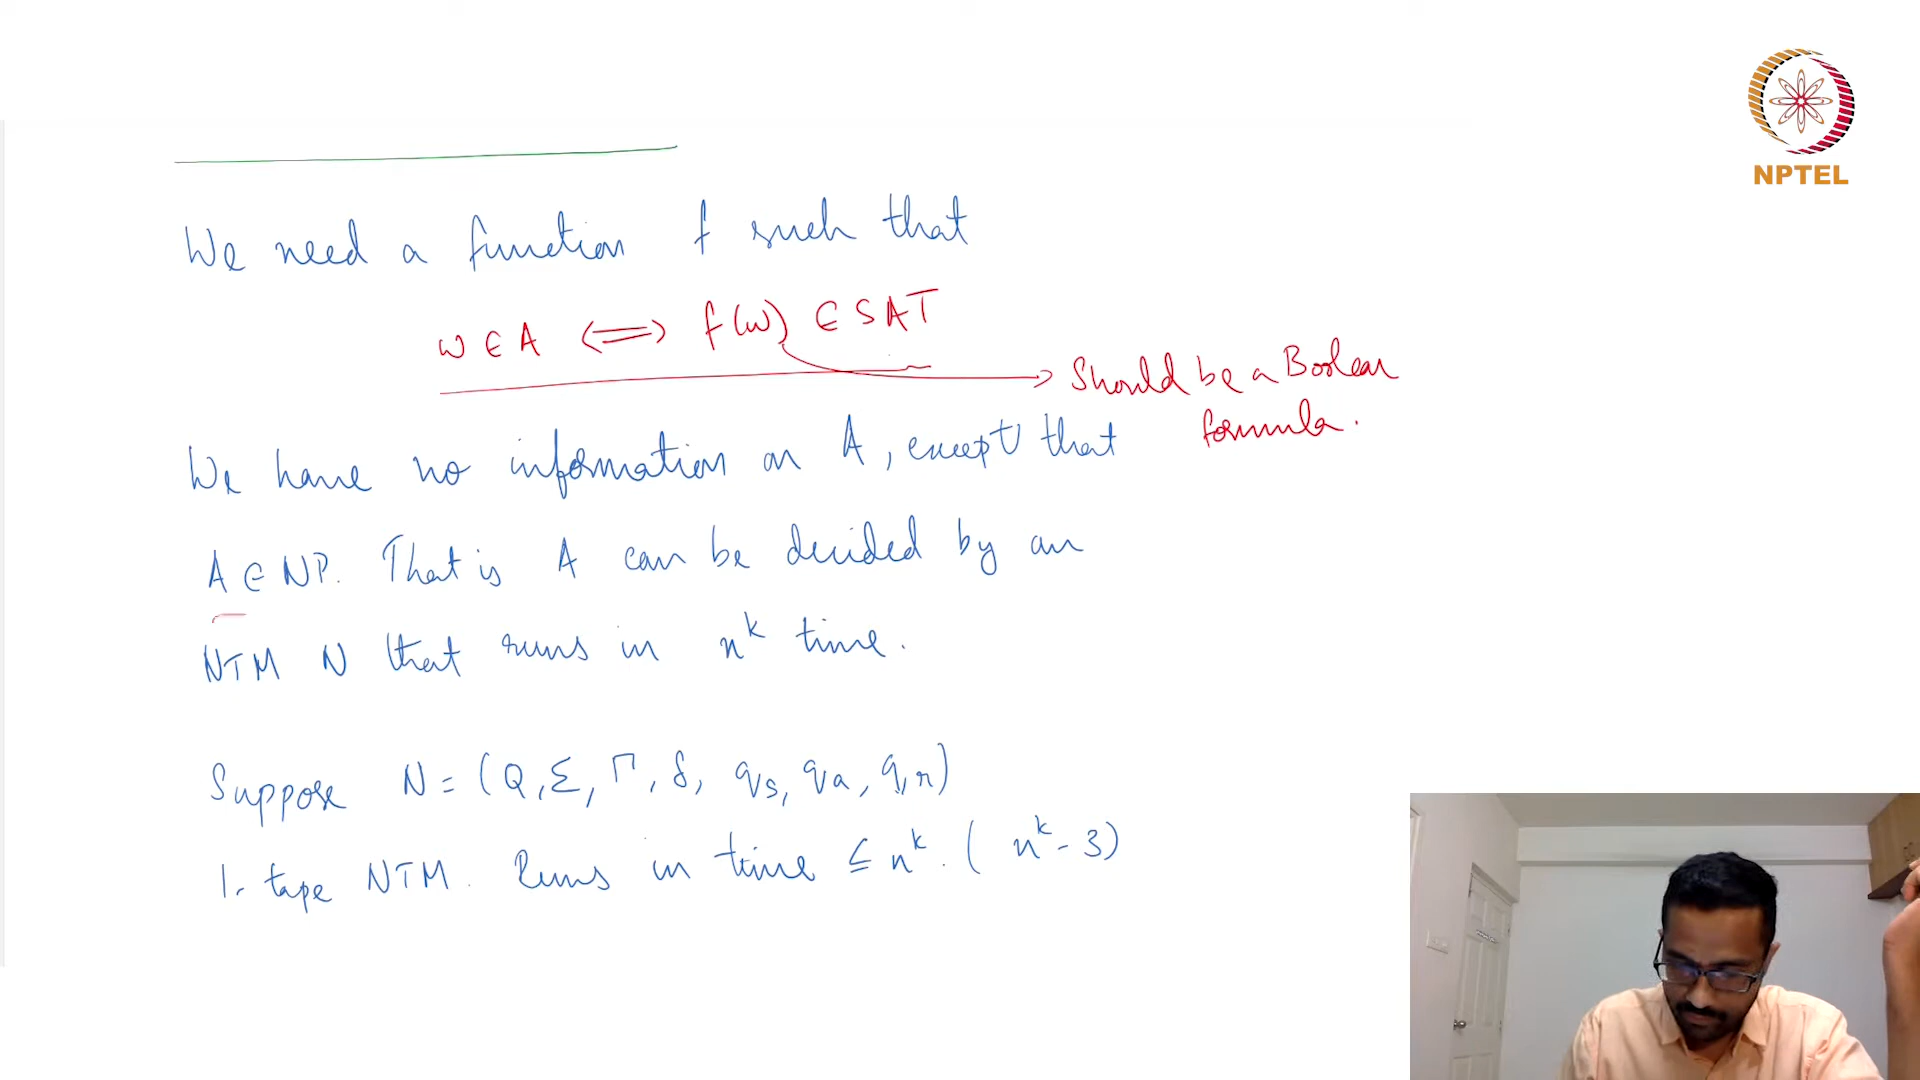 NPTEL
We need a function f such that
w ∈ A ⟺ f(w) ∈ SAT
Should be a Boolean
formula.
We have no information on A, except that
A ∈ NP. That is A can be decided by an
NTM N that runs in n^k time.
Suppose N = (Q, Σ, Γ, δ, q_s, q_a, q_r)
1-tape NTM. Runs in time ≤ n^k. (n^k - 3)